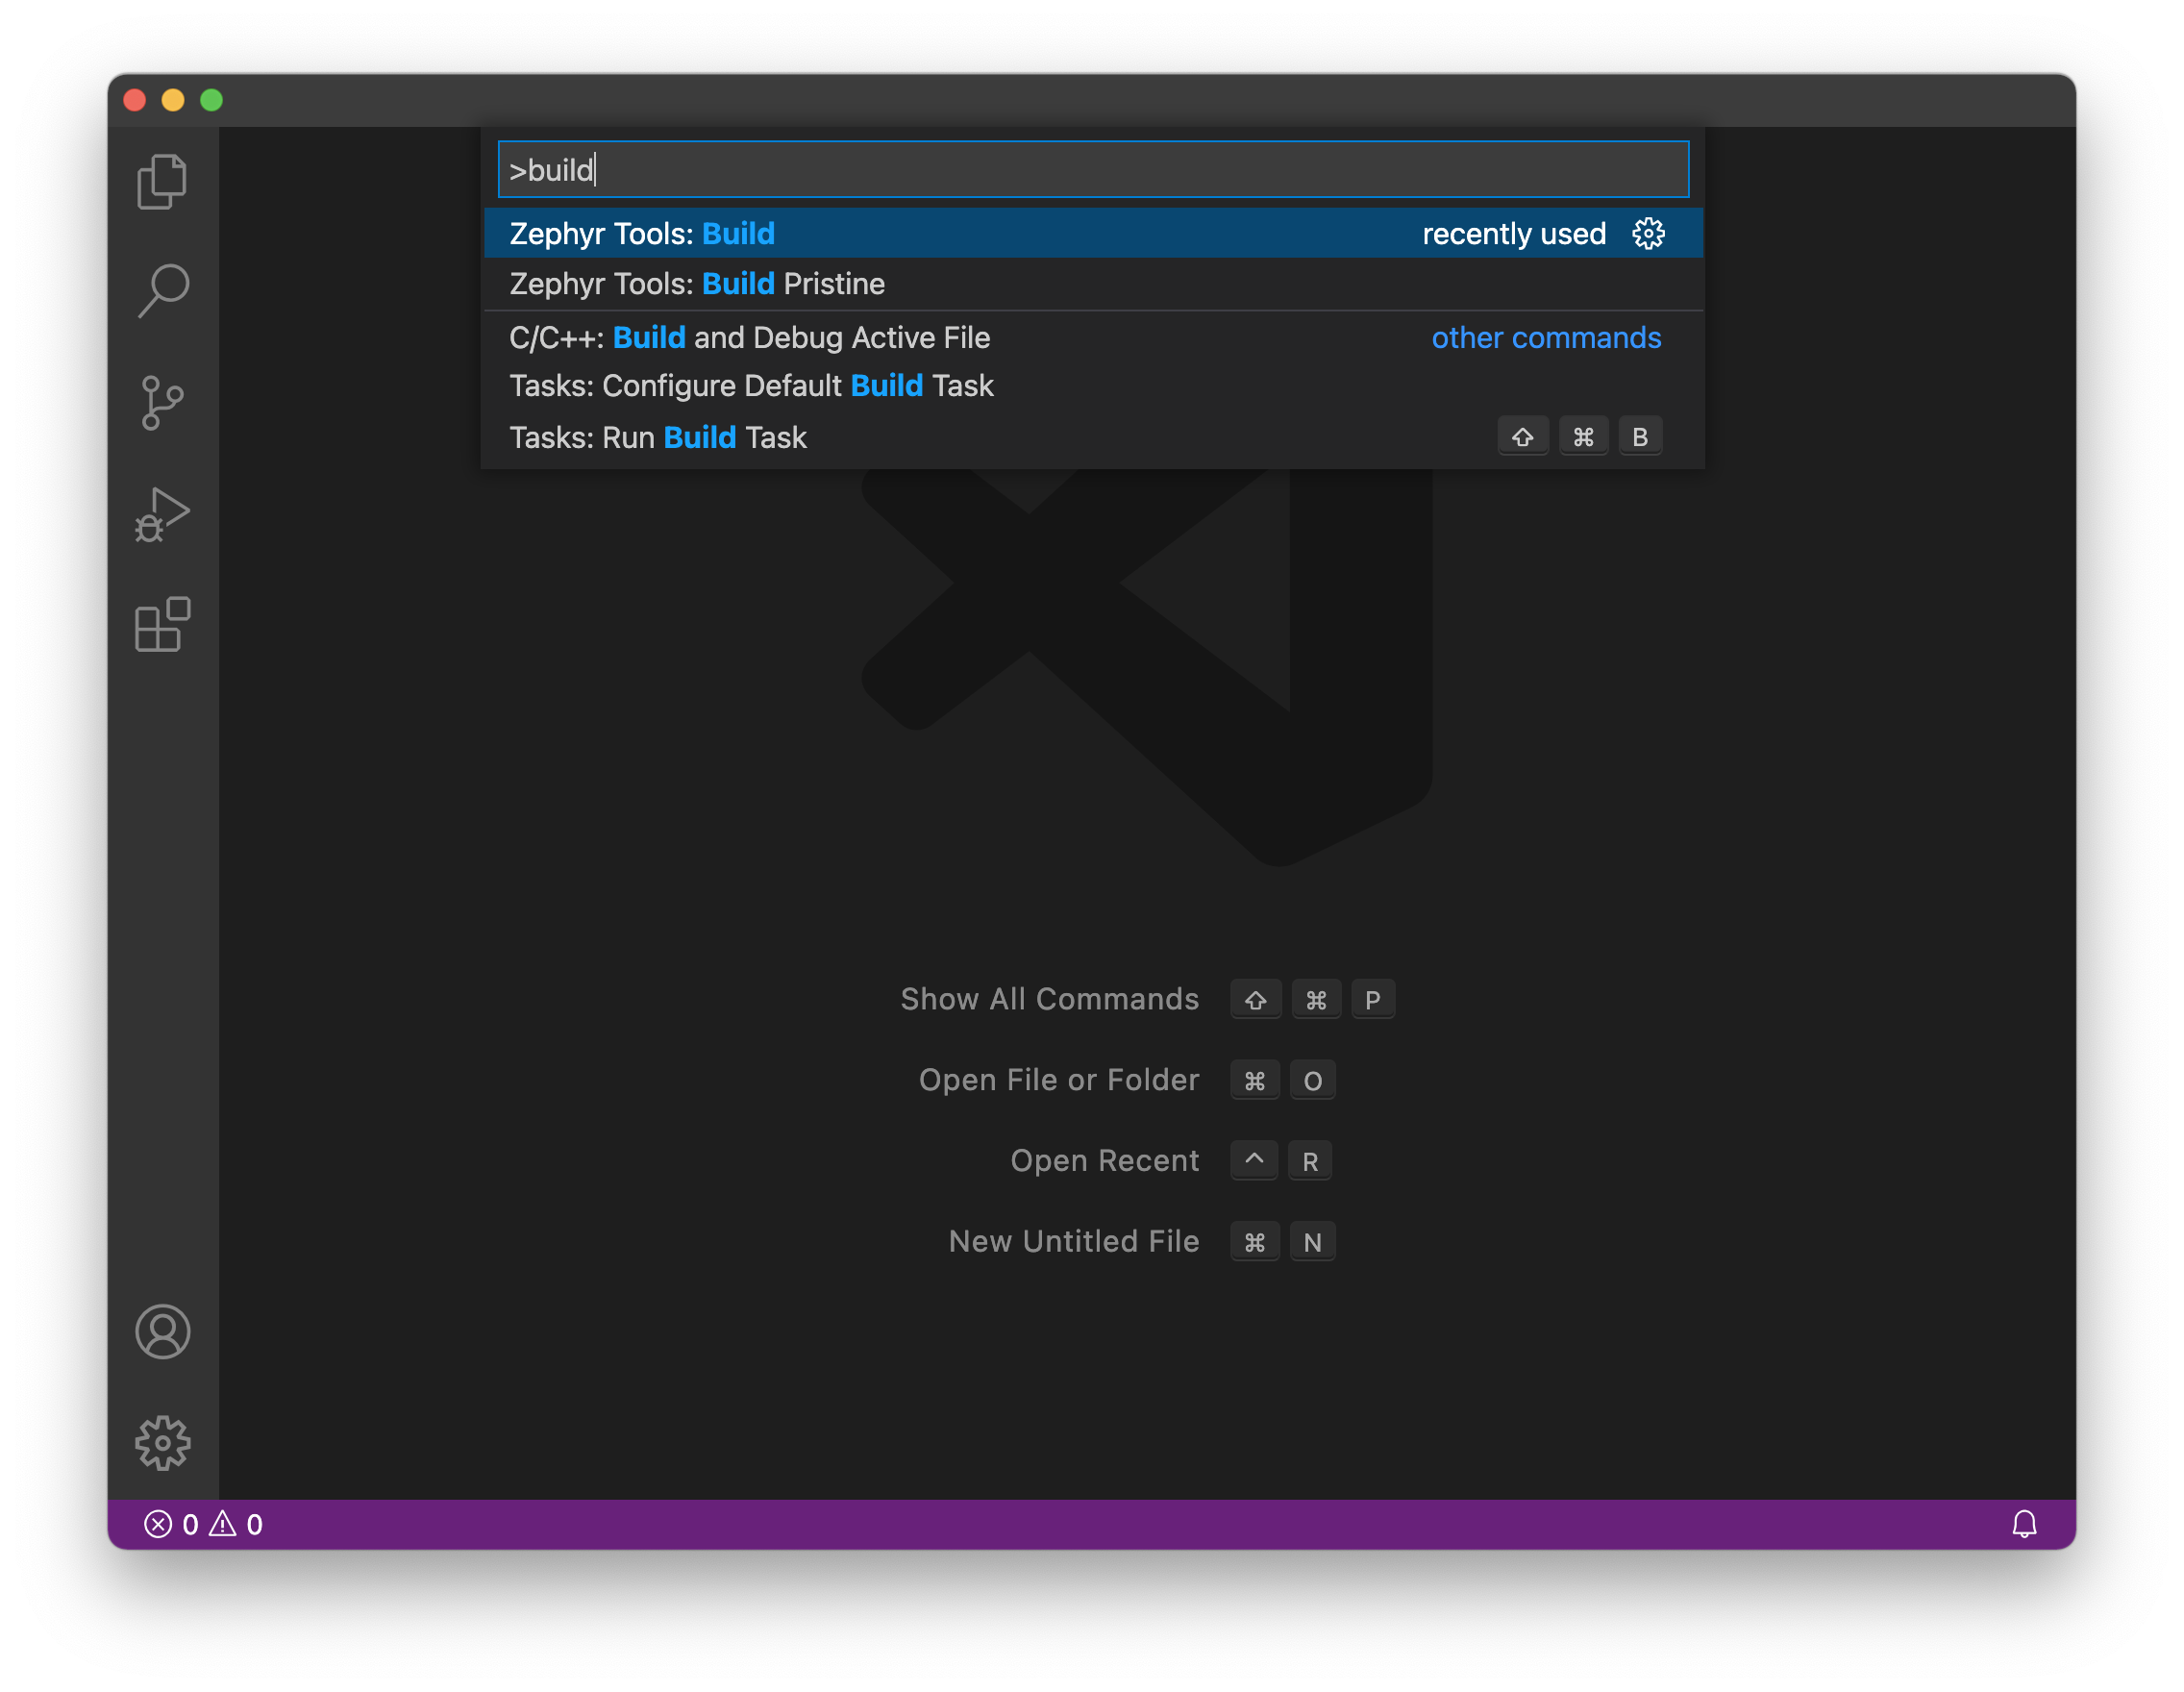 >build
Zephyr Tools: Build recently used
Zephyr Tools: Build Pristine
C/C++: Build and Debug Active File other commands
Tasks: Configure Default Build Task
Tasks: Run Build Task ⇧ ⌘ B
Show All Commands ⇧ ⌘ P
Open File or Folder ⌘ O
Open Recent ^ R
New Untitled File ⌘ N
0 0